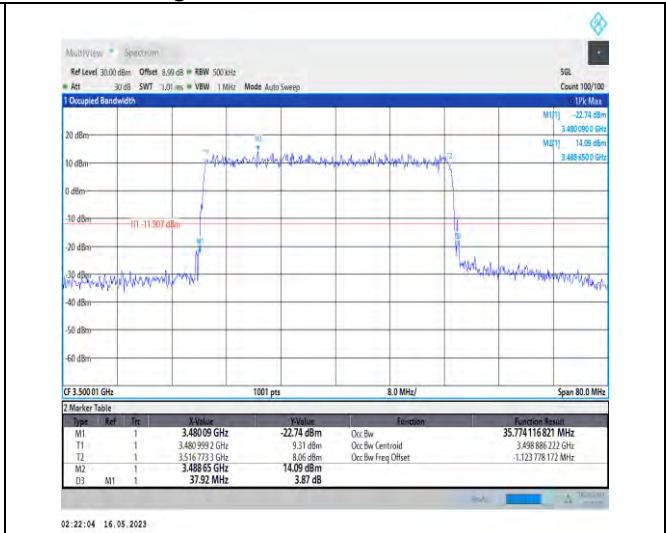 MultiView Spectrum
Ref Level 30.00 dBm Offset 8.99 dB RBW 500 kHz SGL
Att 30 dB SWT 1.01 ms VBW 1 MHz Mode Auto Sweep Count 100/100
1 Occupied Bandwidth 1Pk Max
M1[1] -22.74 dBm
3.480 090 0 GHz
M2[1] 14.09 dBm
3.488 650 0 GHz
20 dBm
M2
T1
T2
10 dBm
0 dBm
-10 dBm
H1 -11.907 dBm
M1
D3
-20 dBm
-30 dBm
-40 dBm
-50 dBm
-60 dBm
CF 3.500 01 GHz 1001 pts 8.0 MHz/ Span 80.0 MHz
2 Marker Table
Type Ref Trc X-Value Y-Value Function Function Result
M1 1 3.480 09 GHz -22.74 dBm Occ Bw 35.774 116 821 MHz
T1 1 3.480 999 2 GHz 9.31 dBm Occ Bw Centroid 3.498 886 222 GHz
T2 1 3.516 773 3 GHz 8.06 dBm Occ Bw Freq Offset -1.123 778 172 MHz
M2 1 3.488 65 GHz 14.09 dBm
D3 M1 1 37.92 MHz 3.87 dB
02:22:04 16.05.2023